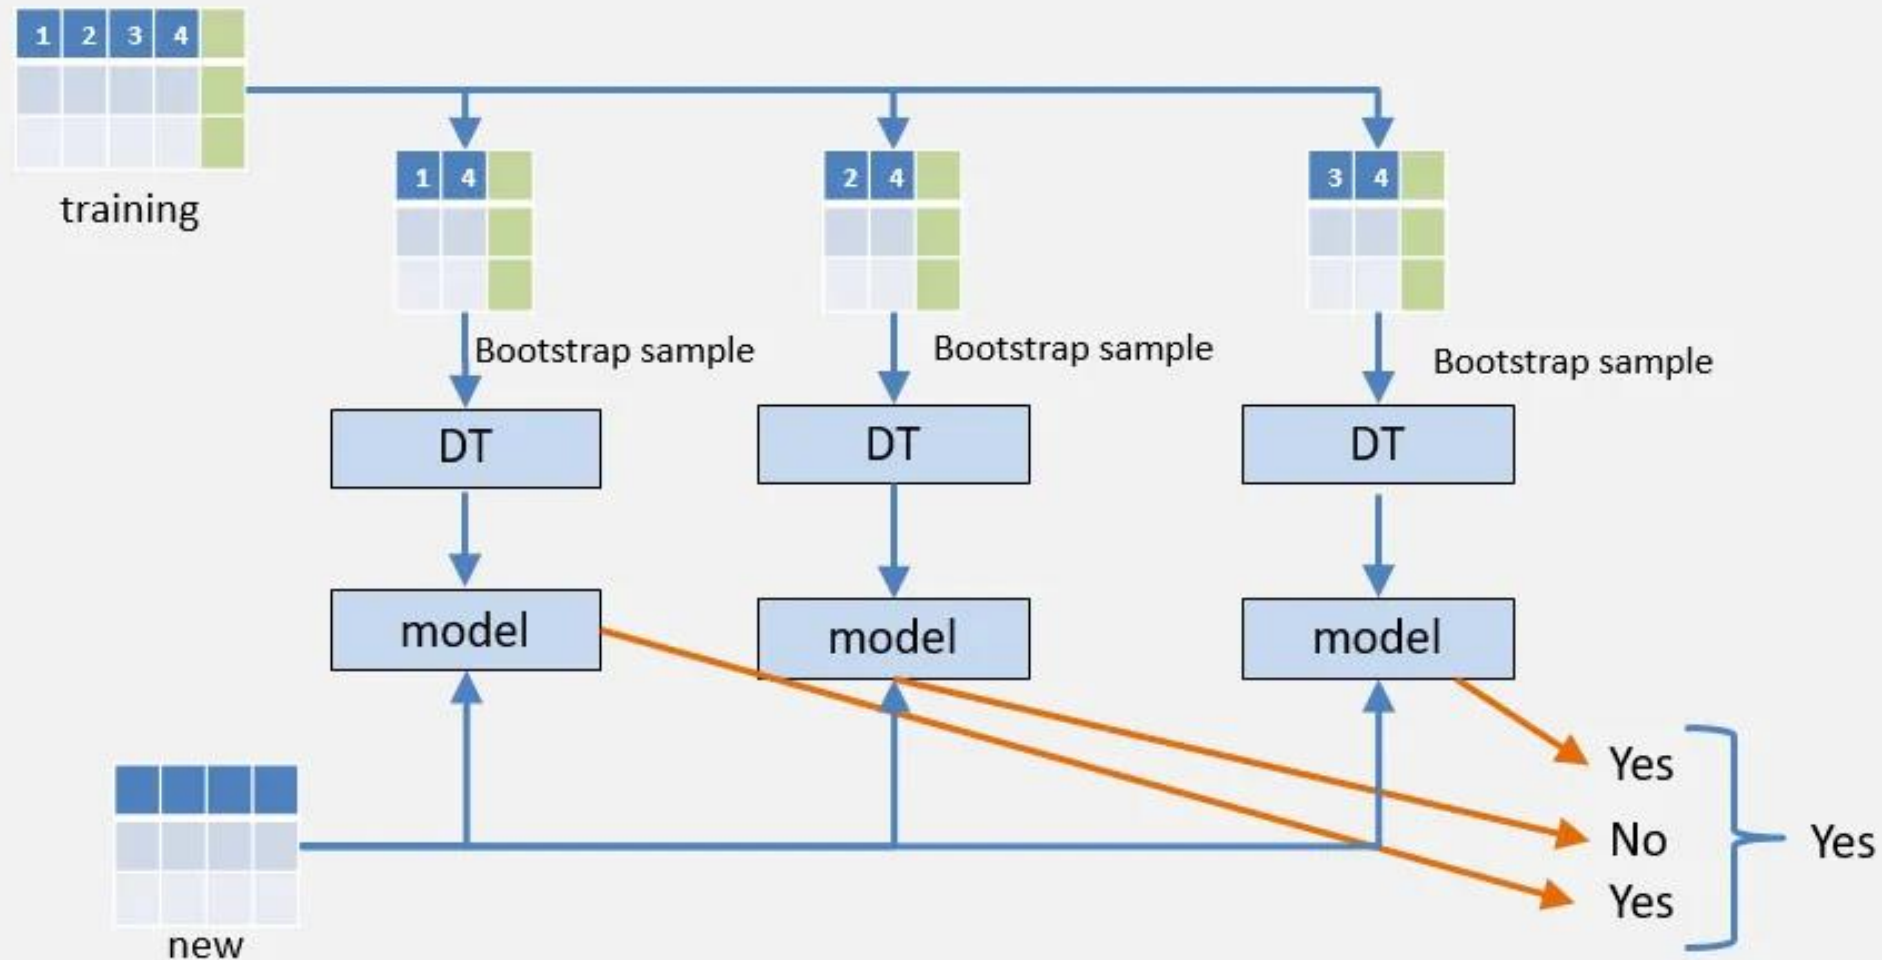 1 2 3 4
training
1 4
2 4
3 4
Bootstrap sample
Bootstrap sample
Bootstrap sample
DT
DT
DT
model
model
model
Yes
No
Yes
Yes
new